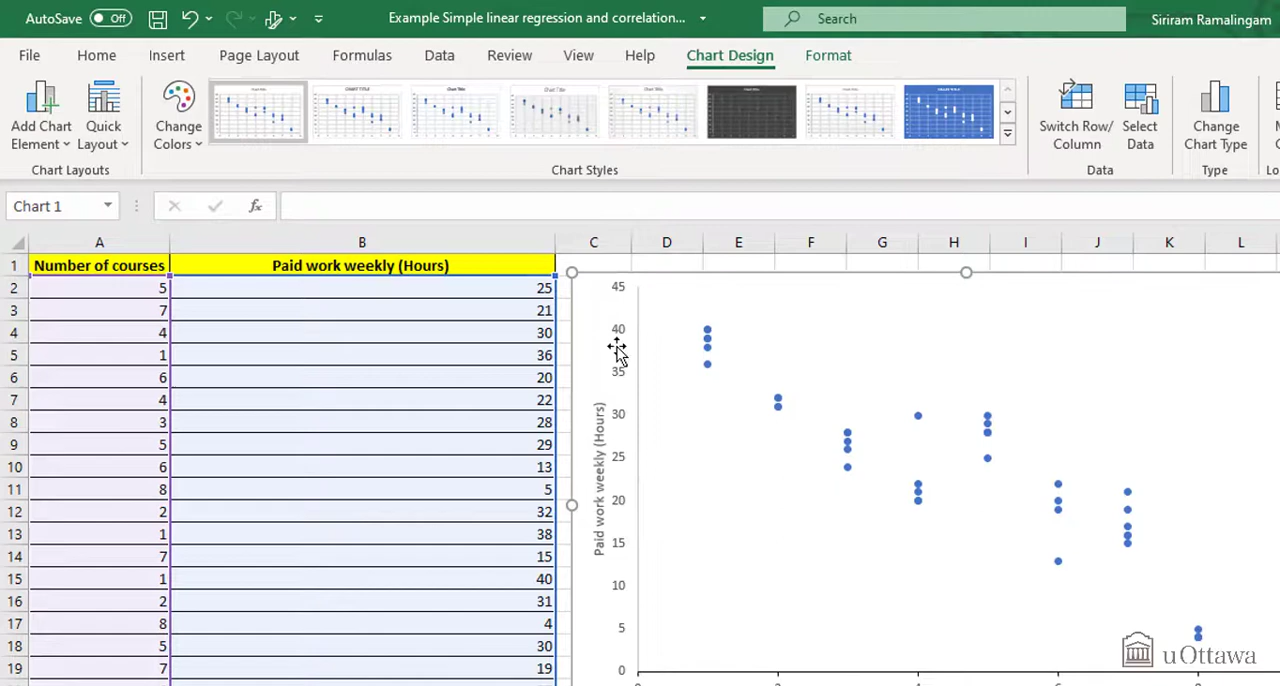 AutoSave Off Example Simple linear regression and correlation... Search Siriram Ramalingam
File Home Insert Page Layout Formulas Data Review View Help Chart Design Format
Add Chart Element Quick Layout Change Colors Switch Row/ Column Select Data Change Chart Type
Chart Layouts Chart Styles Data Type
Chart 1 fx
A B C D E F G H I J K L
1 Number of courses Paid work weekly (Hours)
2 5 25
3 7 21
4 4 30
5 1 36
6 6 20
7 4 22
8 3 28
9 5 29
10 6 13
11 8 5
12 2 32
13 1 38
14 7 15
15 1 40
16 2 31
17 8 4
18 5 30
19 7 19
45
40
35
30
25
20
15
10
5
0
Paid work weekly (Hours)
uOttawa